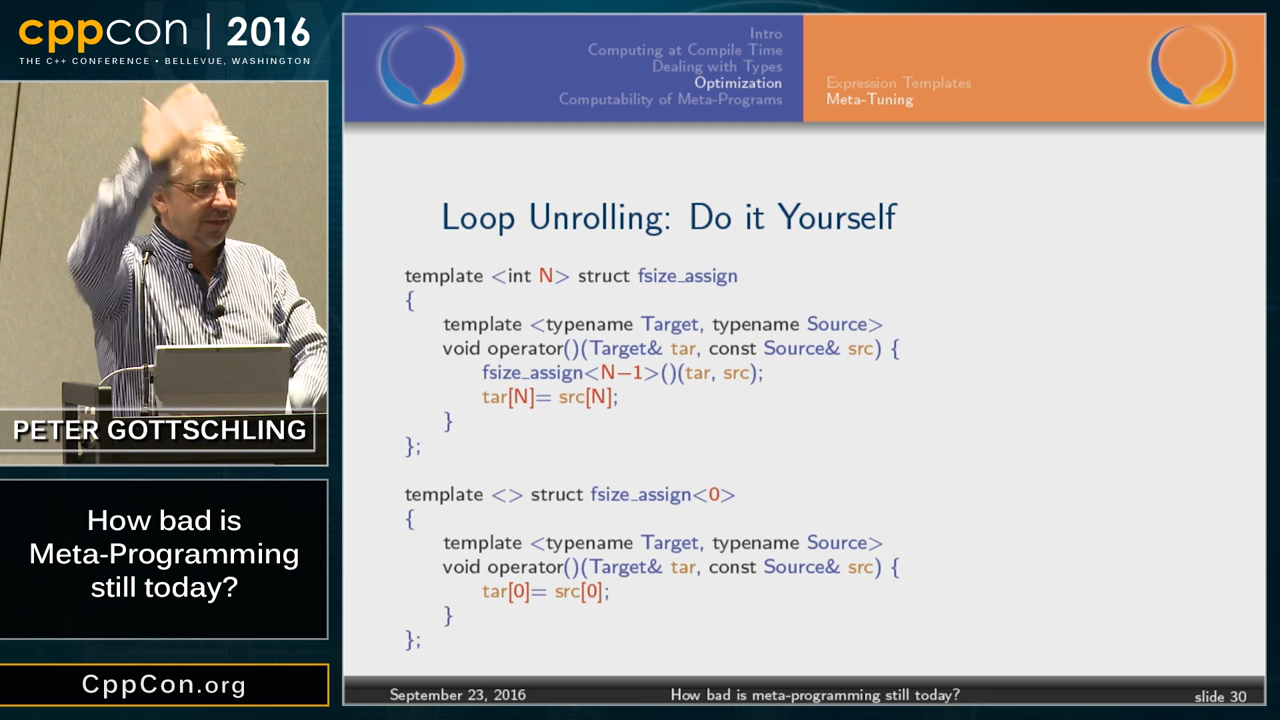 cppcon | 2016
THE C++ CONFERENCE • BELLEVUE, WASHINGTON
PETER GOTTSCHLING
How bad is
Meta-Programming
still today?
CppCon.org
Intro
Computing at Compile Time
Dealing with Types
Optimization
Computability of Meta-Programs
Expression Templates
Meta-Tuning
Loop Unrolling: Do it Yourself
template <int N> struct fsize_assign
{
template <typename Target, typename Source>
void operator()(Target& tar, const Source& src) {
fsize_assign<N−1>()(tar, src);
tar[N]= src[N];
}
};
template <> struct fsize_assign<0>
{
template <typename Target, typename Source>
void operator()(Target& tar, const Source& src) {
tar[0]= src[0];
}
};
September 23, 2016
How bad is meta-programming still today?
slide 30